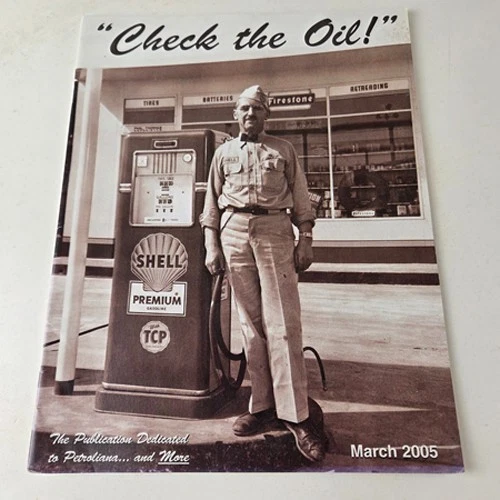 "Check the Oil!"
TIRES
BATTERIES
Firestone
RETREADING
SHELL
PREMIUM
GASOLINE
TCP
The Publication Dedicated
to Petroliana... and More
March 2005